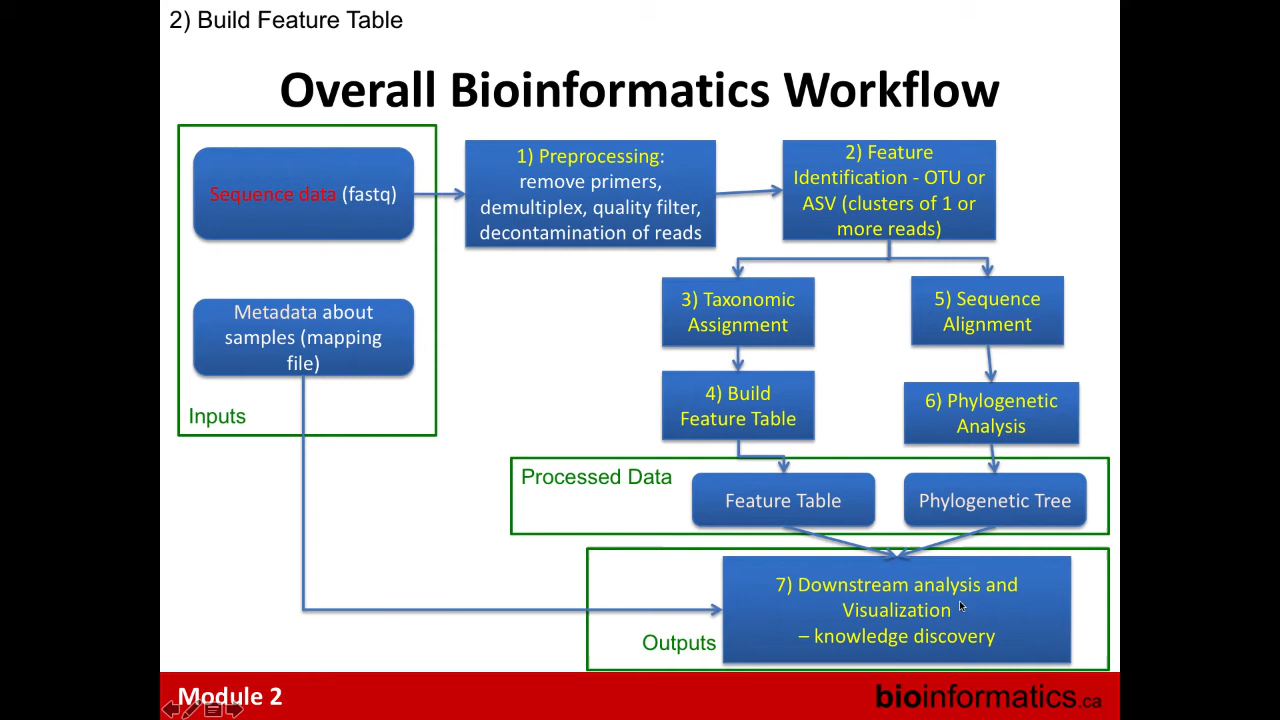 2) Build Feature Table
Overall Bioinformatics Workflow
Sequence data (fastq)
1) Preprocessing:
remove primers,
demultiplex, quality filter,
decontamination of reads
2) Feature
Identification - OTU or
ASV (clusters of 1 or
more reads)
Metadata about
samples (mapping
file)
Inputs
3) Taxonomic
Assignment
5) Sequence
Alignment
4) Build
Feature Table
6) Phylogenetic
Analysis
Processed Data
Feature Table
Phylogenetic Tree
7) Downstream analysis and
Visualization
– knowledge discovery
Outputs
Module 2
bioinformatics.ca